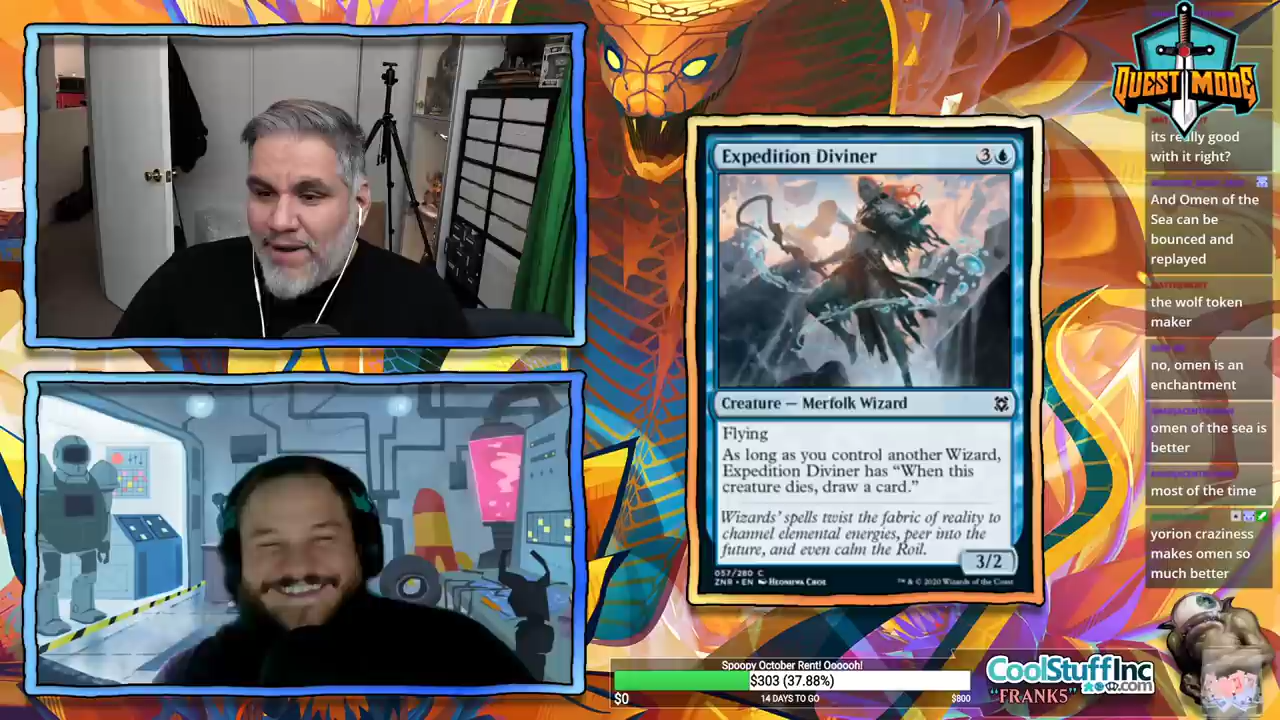 Expedition Diviner
3
Creature — Merfolk Wizard
Flying
As long as you control another Wizard,
Expedition Diviner has “When this
creature dies, draw a card.”
Wizards' spells twist the fabric of reality to
channel elemental energies, peer into the
future, and even calm the Roil.
3/2
057/280 C
ZNR • EN
™ & © 2020 Wizards of the Coast
QUEST MODE
its really good
with it right?
And Omen of the
Sea can be
bounced and
replayed
the wolf token
maker
no, omen is an
enchantment
omen of the sea is
better
most of the time
yorion craziness
makes omen so
much better
Spoopy October Rent! Oooooh!
$303 (37.88%)
$0
14 DAYS TO GO
$800
CoolStuffInc
.com
"FRANK5"